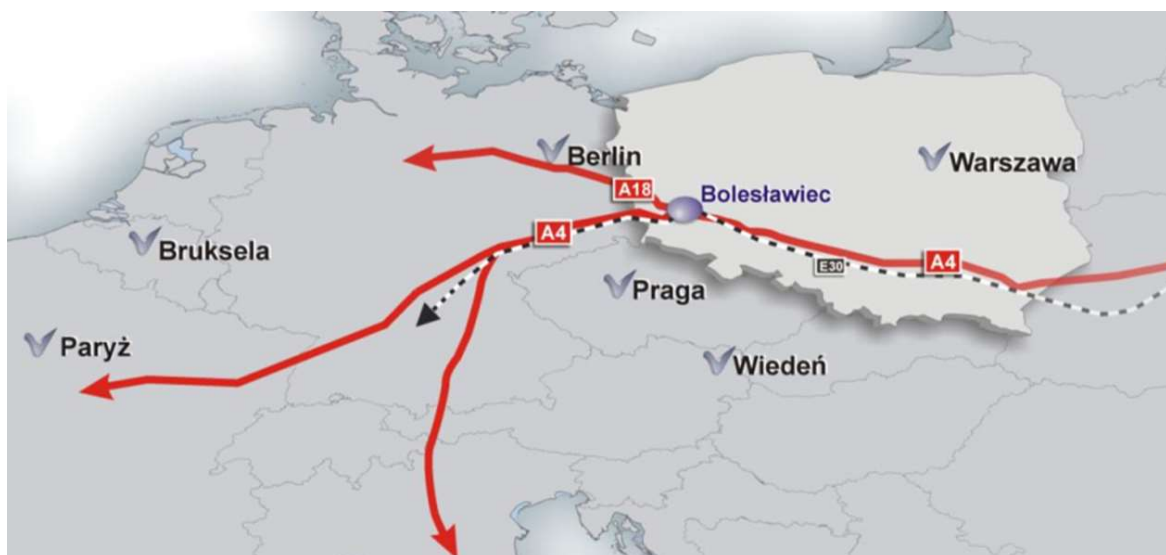 Berlin
Warszawa
A18
Bolesławiec
Bruksela
A4
E30
A4
Praga
Paryż
Wiedeń